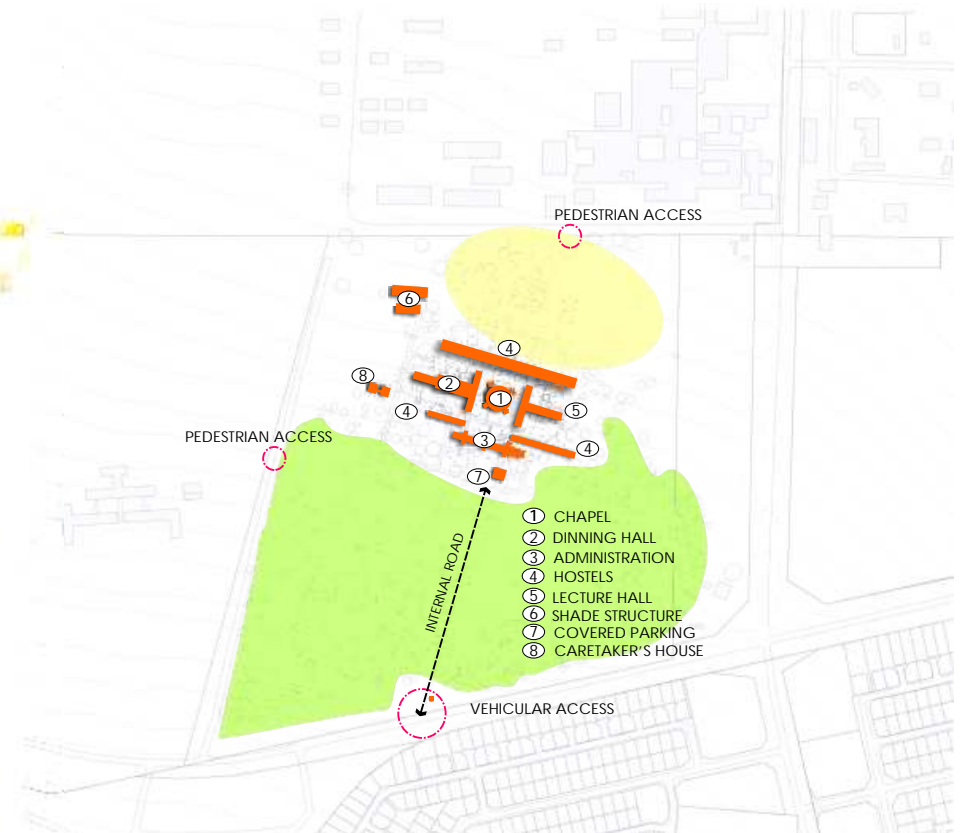 PEDESTRIAN ACCESS
6
4
8
2
1
4
5
PEDESTRIAN ACCESS
3
4
7
INTERNAL ROAD
1 CHAPEL
2 DINNING HALL
3 ADMINISTRATION
4 HOSTELS
5 LECTURE HALL
6 SHADE STRUCTURE
7 COVERED PARKING
8 CARETAKER'S HOUSE
VEHICULAR ACCESS